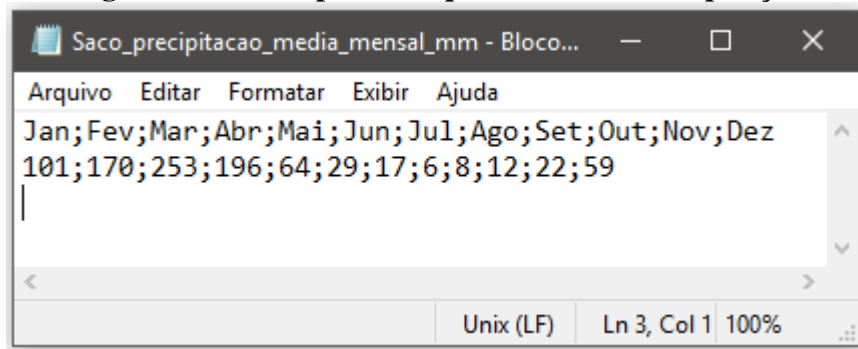 Saco_precipitacao_media_mensal_mm - Bloco...
Arquivo Editar Formatar Exibir Ajuda
Jan;Fev;Mar;Abr;Mai;Jun;Jul;Ago;Set;Out;Nov;Dez
101;170;253;196;64;29;17;6;8;12;22;59
Unix (LF) Ln 3, Col 1 100%